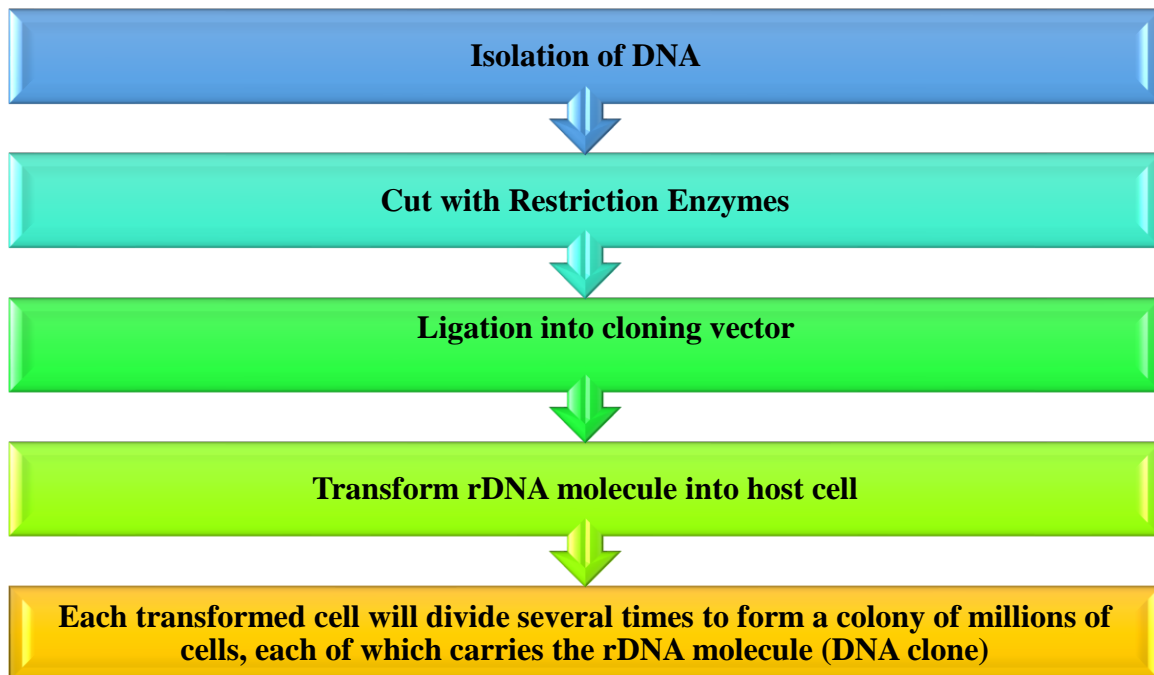 Isolation of DNA
Cut with Restriction Enzymes
Ligation into cloning vector
Transform rDNA molecule into host cell
Each transformed cell will divide several times to form a colony of millions of
cells, each of which carries the rDNA molecule (DNA clone)